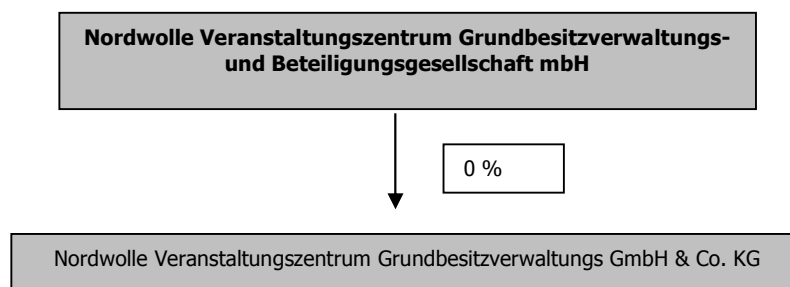 Nordwolle Veranstaltungszentrum Grundbesitzverwaltungs-
und Beteiligungsgesellschaft mbH
0 %
Nordwolle Veranstaltungszentrum Grundbesitzverwaltungs GmbH & Co. KG